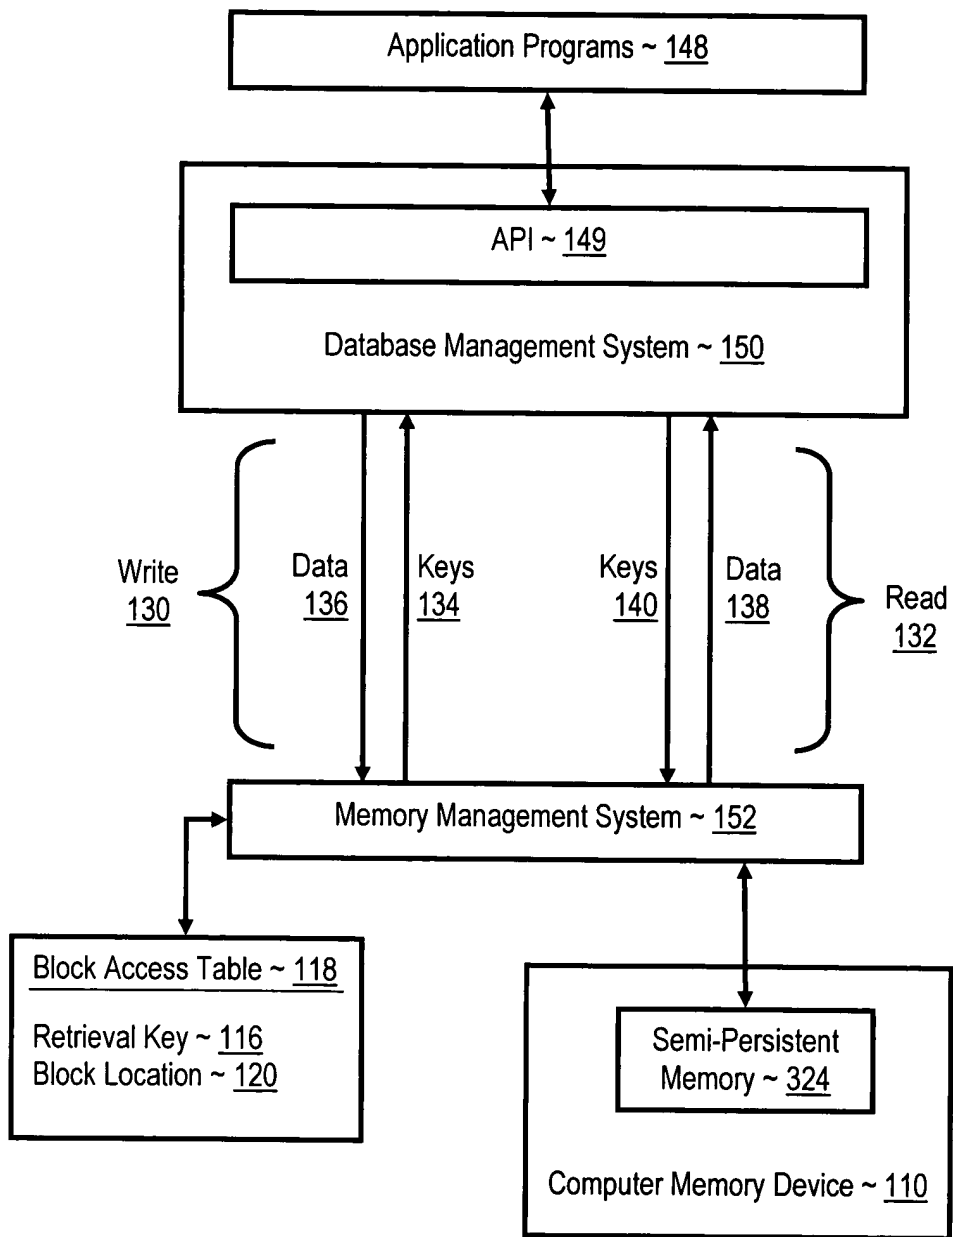 Application Programs ~ 148
API ~ 149
Database Management System ~ 150
Write
130
Data
136
Keys
134
Keys
140
Data
138
Read
132
Memory Management System ~ 152
Block Access Table ~ 118
Retrieval Key ~ 116
Block Location ~ 120
Semi-Persistent
Memory ~ 324
Computer Memory Device ~ 110